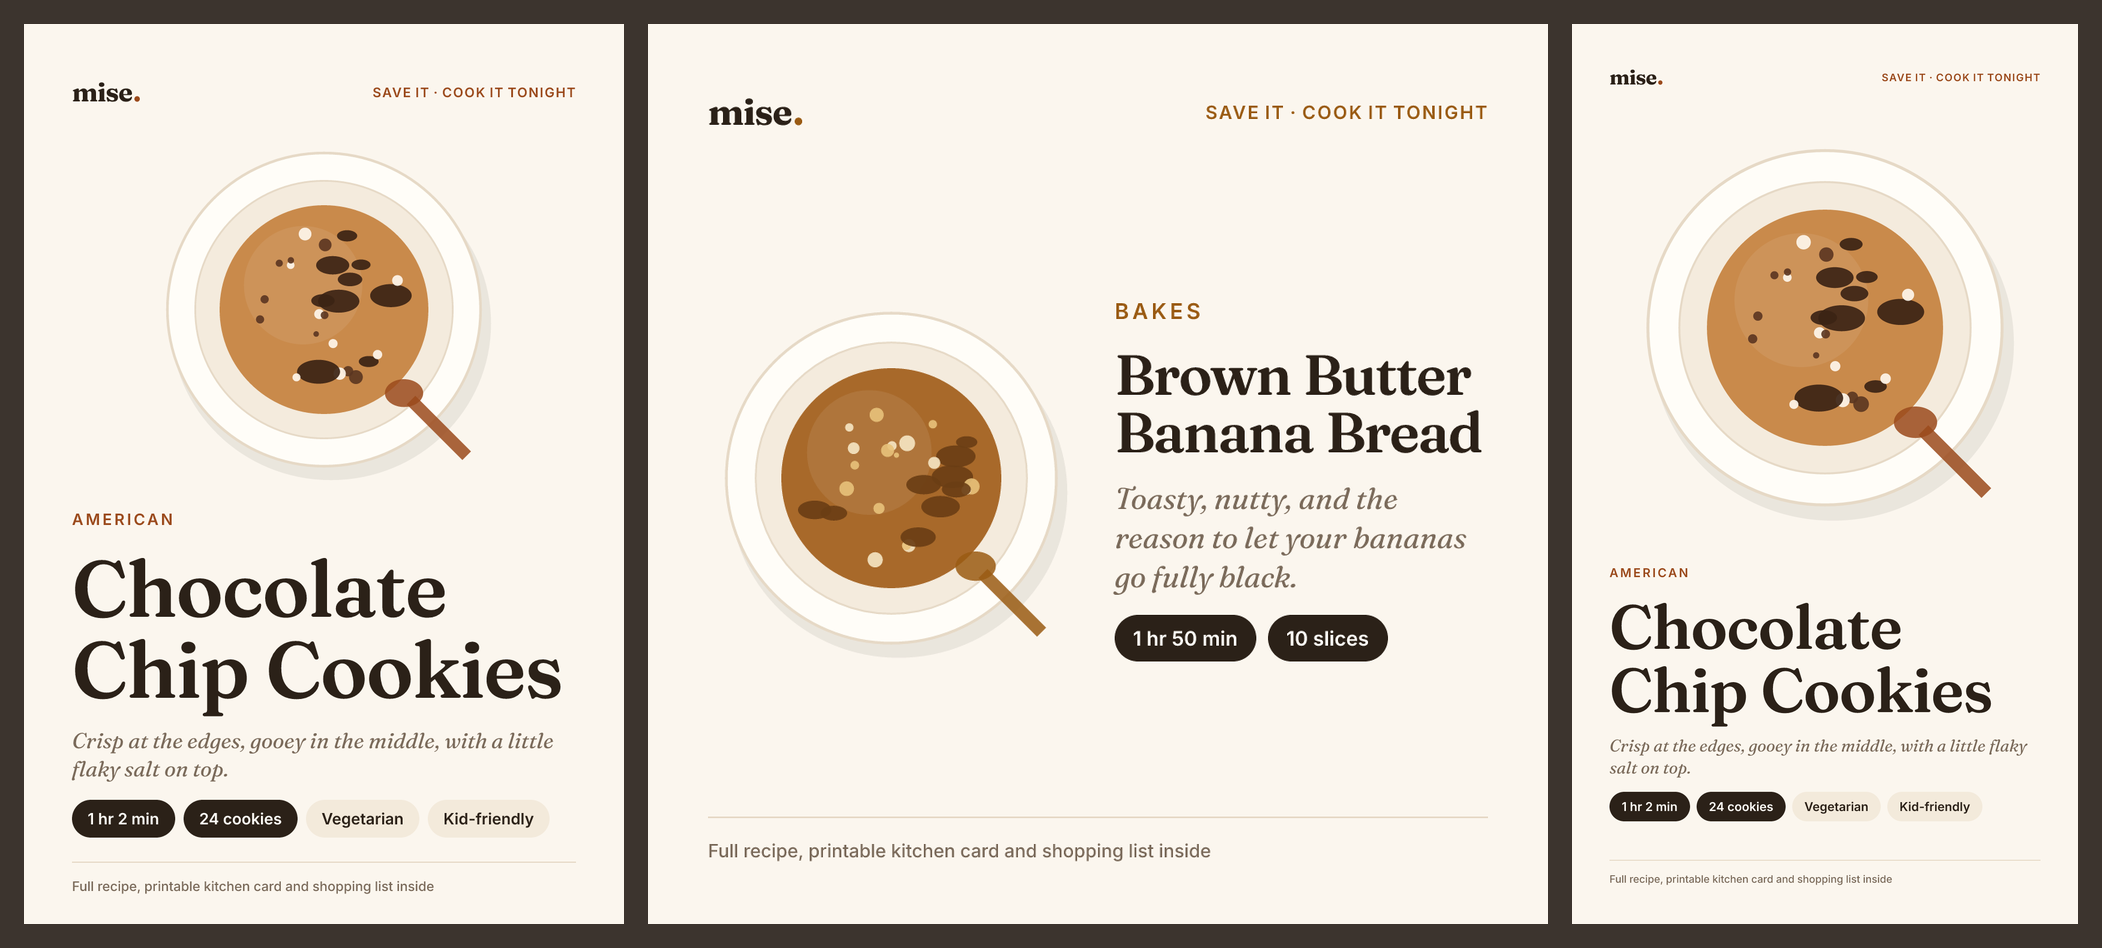 mise.
SAVE IT · COOK IT TONIGHT
AMERICAN
Chocolate
Chip Cookies
Crisp at the edges, gooey in the middle, with a little
flaky salt on top.
1 hr 2 min
24 cookies
Vegetarian
Kid-friendly
Full recipe, printable kitchen card and shopping list inside
mise.
SAVE IT · COOK IT TONIGHT
BAKES
Brown Butter
Banana Bread
Toasty, nutty, and the
reason to let your bananas
go fully black.
1 hr 50 min
10 slices
Full recipe, printable kitchen card and shopping list inside
mise.
SAVE IT · COOK IT TONIGHT
AMERICAN
Chocolate
Chip Cookies
Crisp at the edges, gooey in the middle, with a little flaky
salt on top.
1 hr 2 min
24 cookies
Vegetarian
Kid-friendly
Full recipe, printable kitchen card and shopping list inside